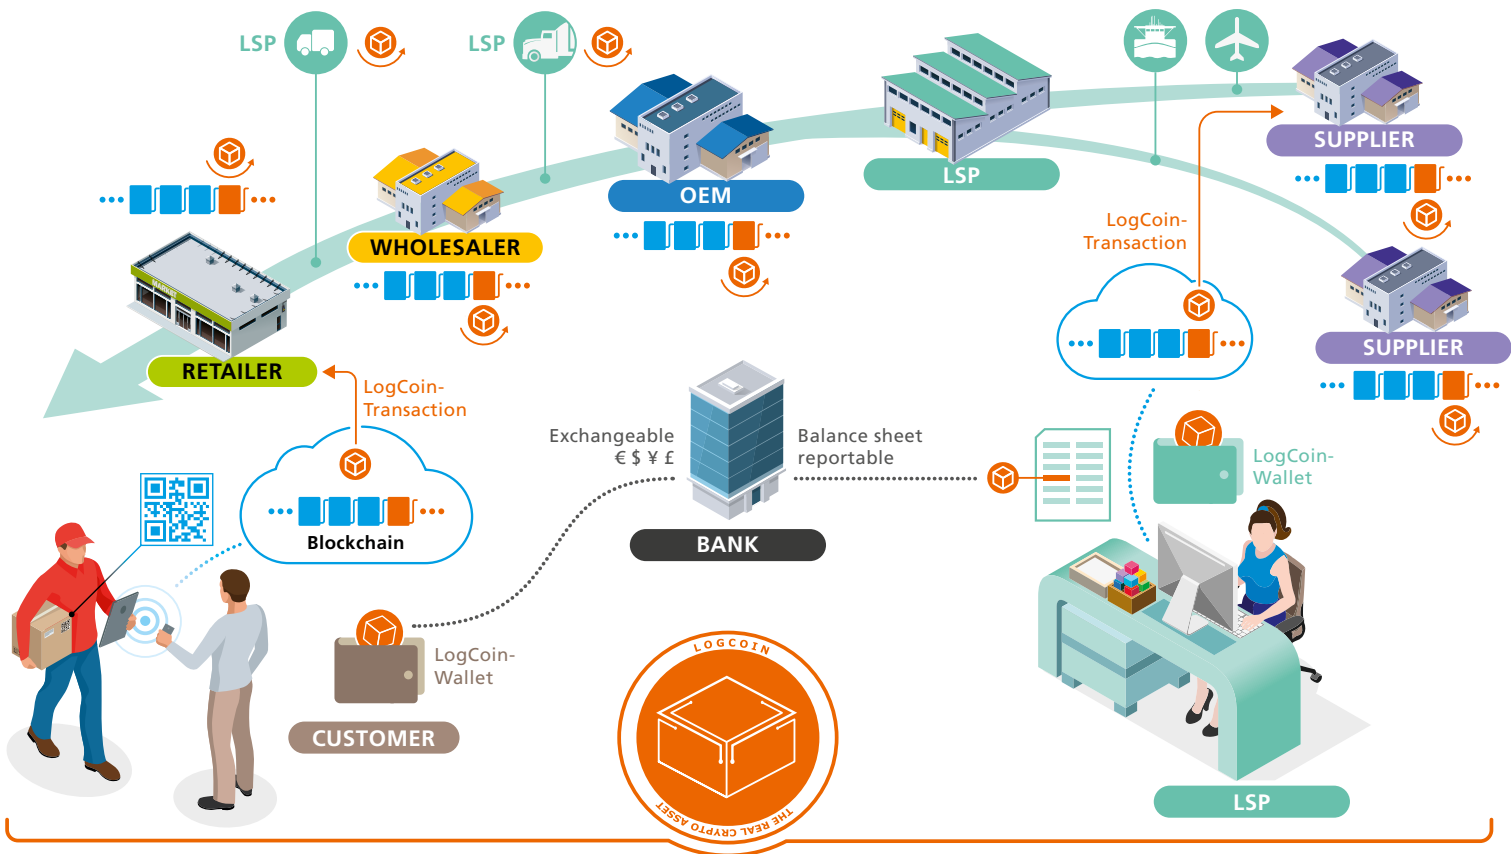 LSP
LSP
OEM
LSP
SUPPLIER
WHOLESALER
MARKET
RETAILER
LogCoin-
Transaction
SUPPLIER
LogCoin-
Transaction
Exchangeable
€ $ ¥ £
Balance sheet
reportable
BANK
LogCoin-
Wallet
Blockchain
LogCoin-
Wallet
CUSTOMER
LOGCOIN
THE REAL CRYPTO ASSET
LSP